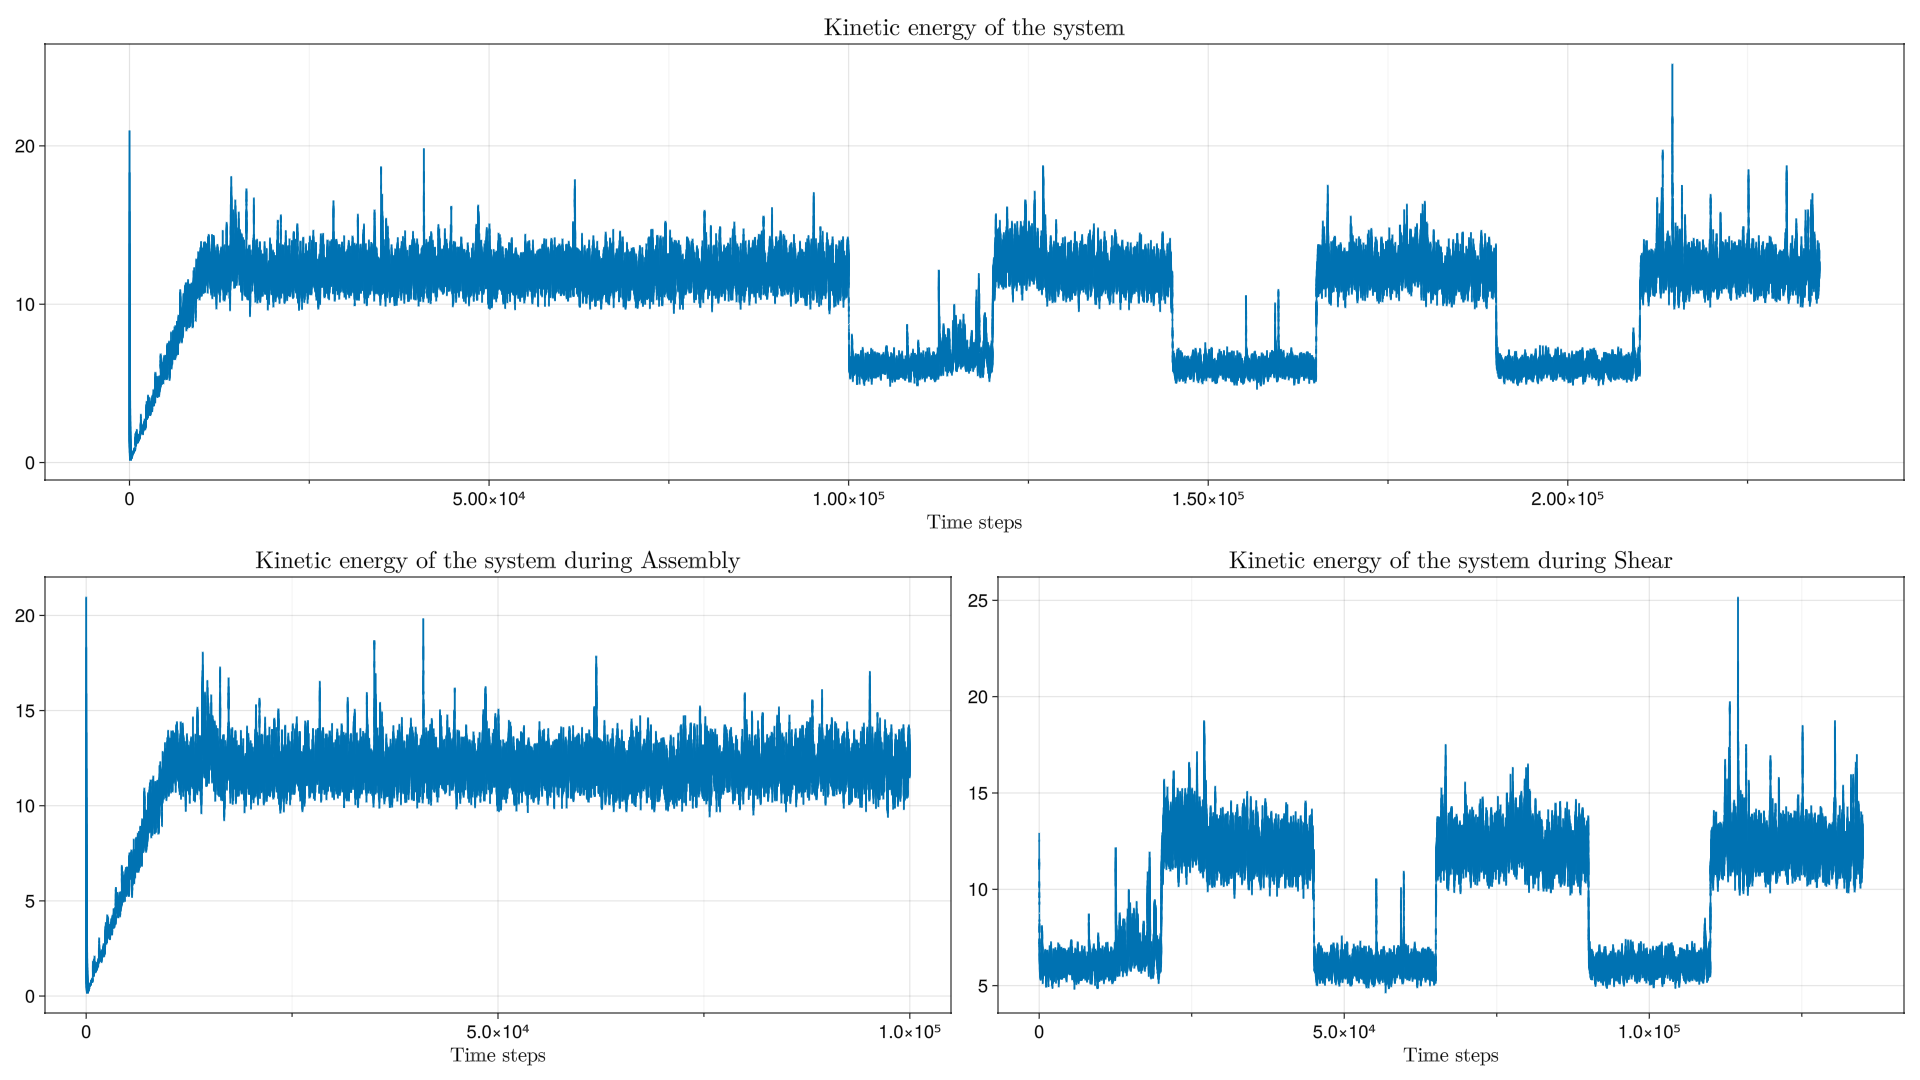 Kinetic energy of the system
20
10
0
0 5.00×10⁴ 1.00×10⁵ 1.50×10⁵ 2.00×10⁵
Time steps
Kinetic energy of the system during Assembly
20
15
10
5
0
0 5.0×10⁴ 1.0×10⁵
Time steps
Kinetic energy of the system during Shear
25
20
15
10
5
0 5.0×10⁴ 1.0×10⁵
Time steps